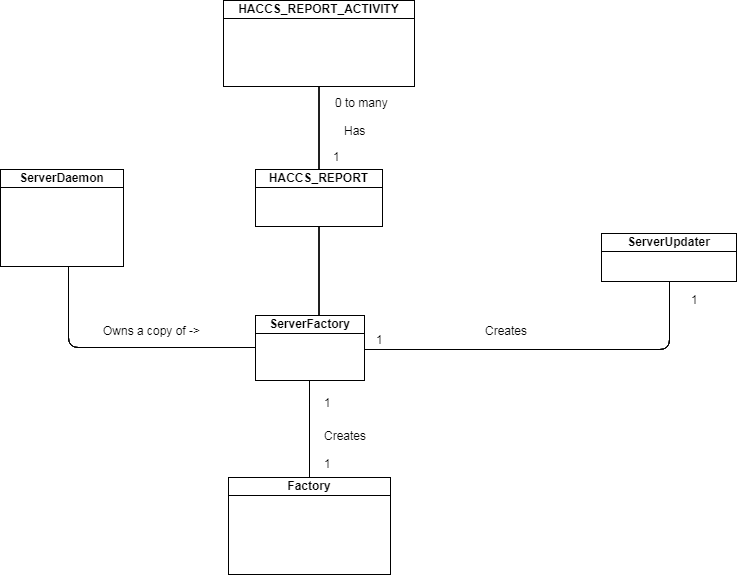 HACCS_REPORT_ACTIVITY
0 to many
Has
1
HACCS_REPORT
ServerDaemon
ServerUpdater
1
ServerFactory
Owns a copy of ->
1
Creates
1
Creates
1
Factory